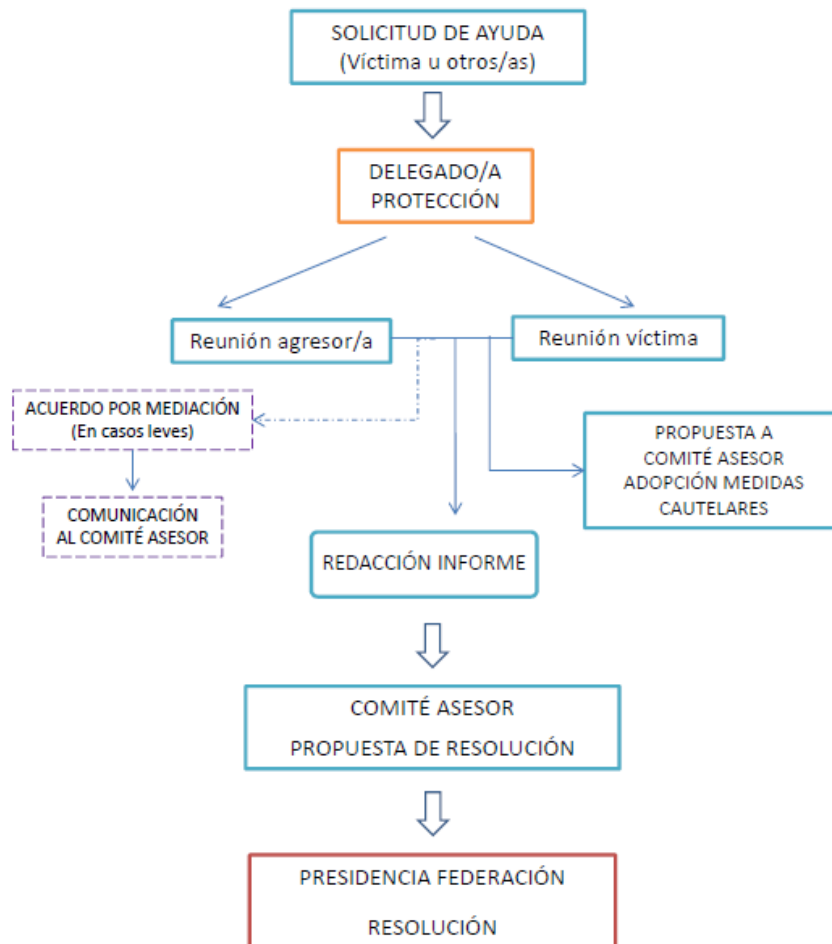 SOLICITUD DE AYUDA
(Víctima u otros/as)
DELEGADO/A
PROTECCIÓN
Reunión agresor/a
Reunión víctima
ACUERDO POR MEDIACIÓN
(En casos leves)
PROPUESTA A
COMITÉ ASESOR
ADOPCIÓN MEDIDAS
CAUTELARES
COMUNICACIÓN
AL COMITÉ ASESOR
REDACCIÓN INFORME
COMITÉ ASESOR
PROPUESTA DE RESOLUCIÓN
PRESIDENCIA FEDERACIÓN
RESOLUCIÓN